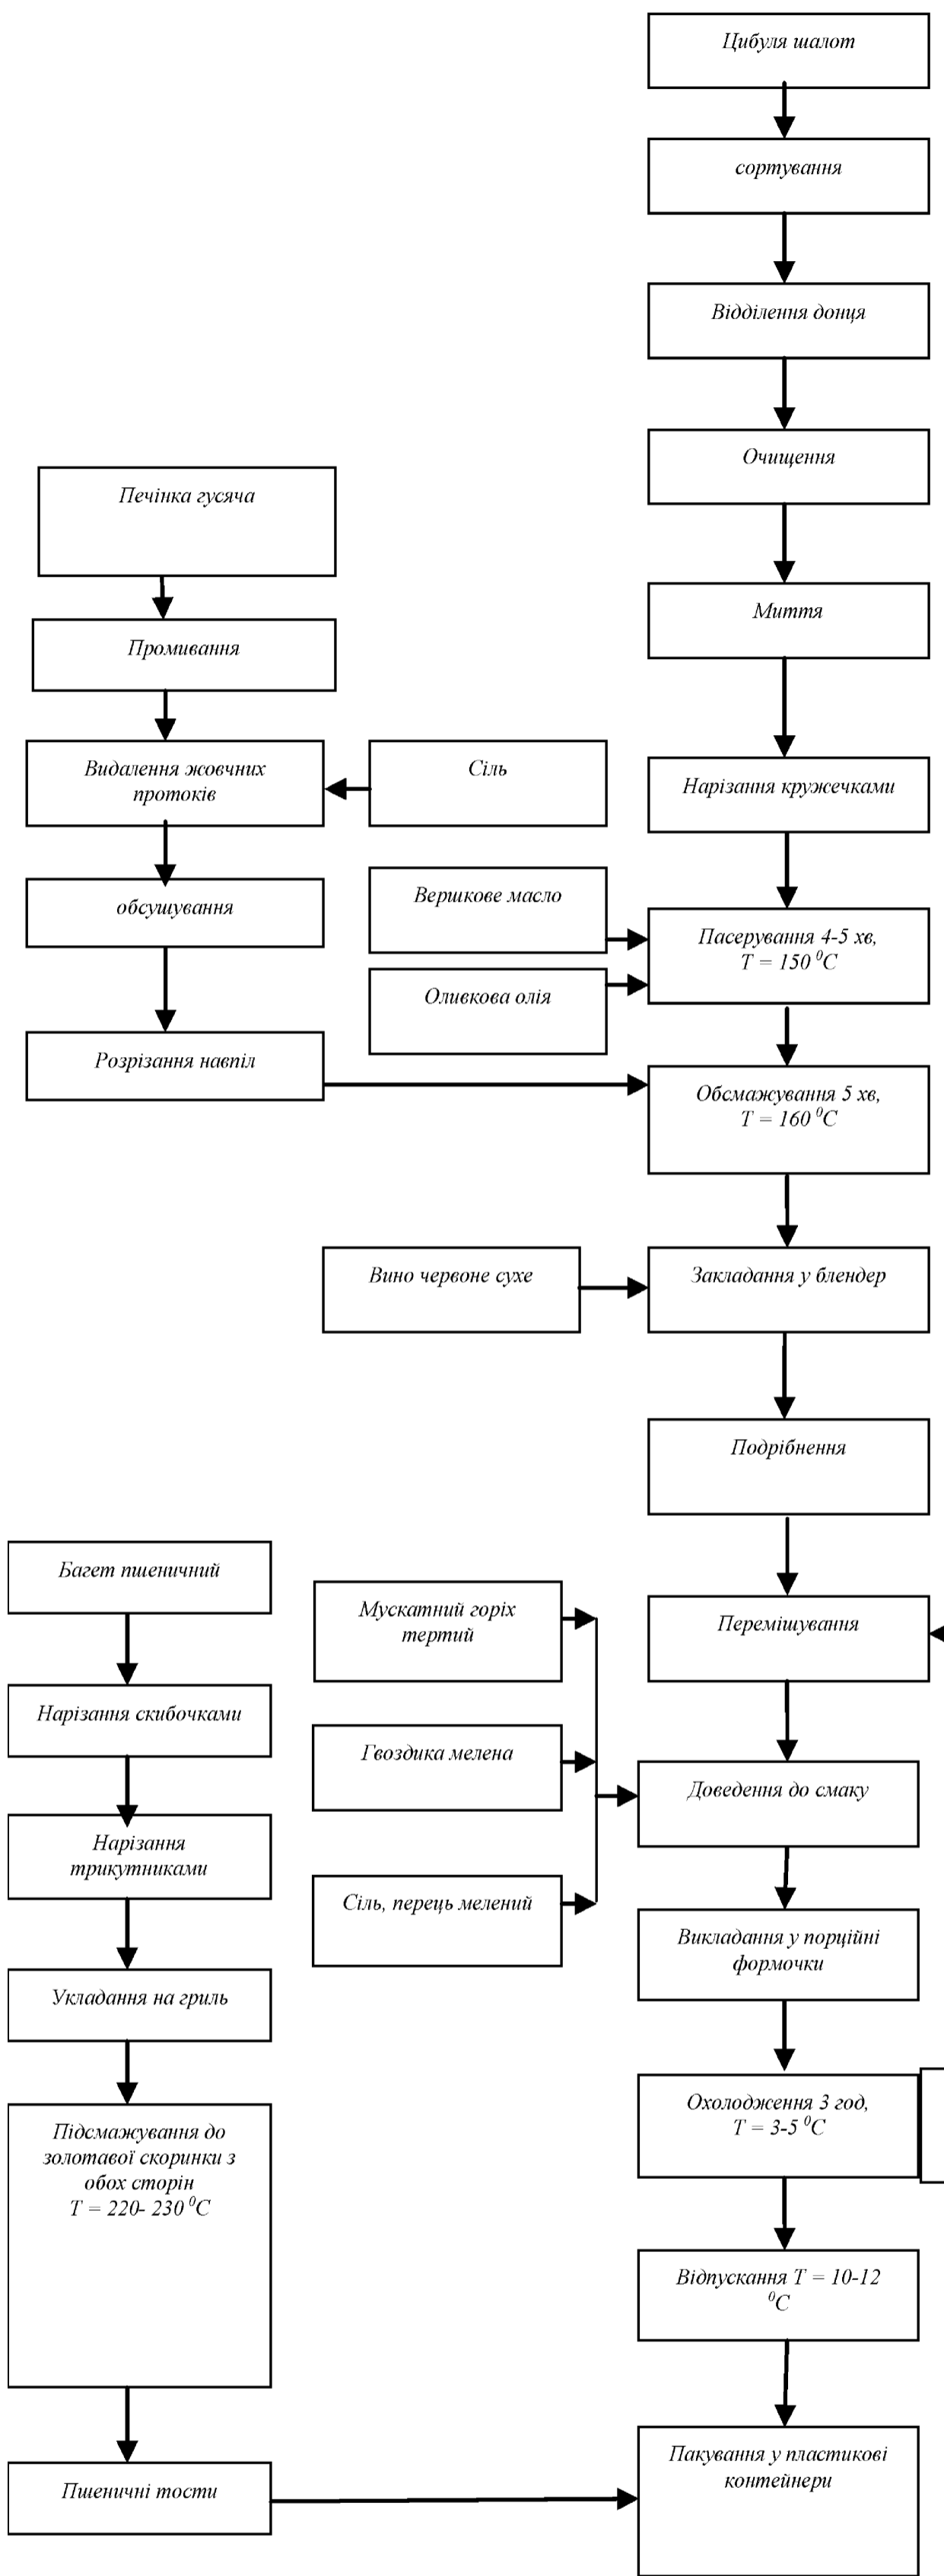 Цибуля шалот
сортування
Відділення донця
Очищення
Печінка гусяча
Миття
Промивання
Видалення жовчних
протоків
Сіль
Нарізання кружечками
Вершкове масло
обсушування
Пасерування 4-5 хв,
T = 150 ⁰C
Оливкова олія
Розрізання навпіл
Обсмажування 5 хв,
T = 160 ⁰C
Вино червоне сухе
Закладання у блендер
Подрібнення
Багет пшеничний
Мускатний горіх
тертий
Перемішування
Нарізання скибочками
Гвоздика мелена
Доведення до смаку
Нарізання
трикутниками
Сіль, перець мелений
Викладання у порційні
формочки
Укладання на гриль
Охолодження 3 год,
T = 3-5 ⁰C
Підсмажування до
золотавої скоринки з
обох сторін
T = 220- 230 ⁰C
Відпускання T = 10-12
⁰C
Пакування у пластикові
контейнери
Пшеничні тости